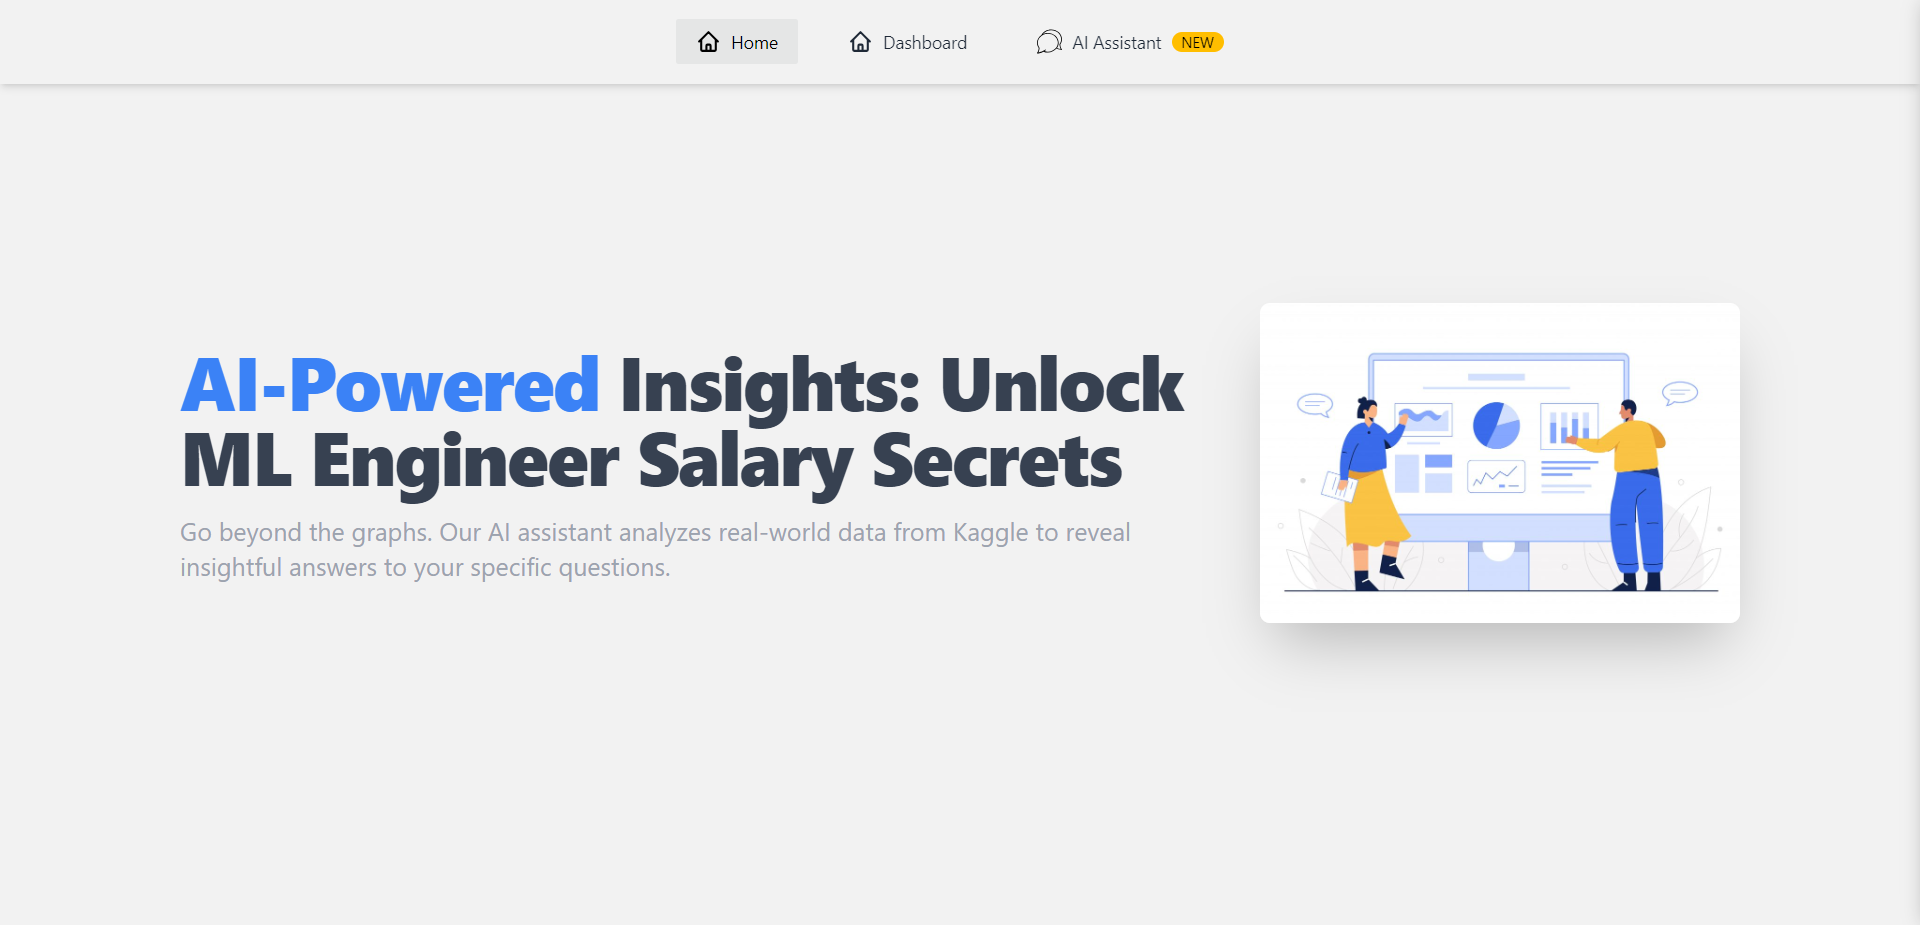 Home
Dashboard
AI Assistant NEW
AI-Powered Insights: Unlock
ML Engineer Salary Secrets
Go beyond the graphs. Our AI assistant analyzes real-world data from Kaggle to reveal
insightful answers to your specific questions.